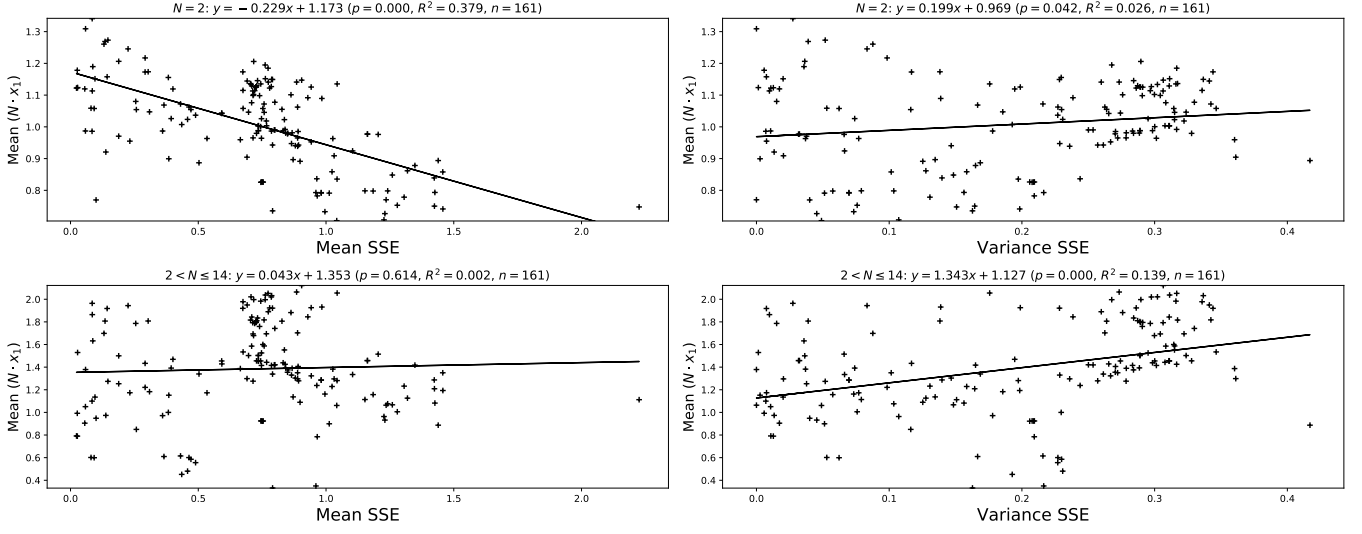 N = 2: y = −0.229x + 1.173 (p = 0.000, R² = 0.379, n = 161)
1.3
1.2
1.1
1.0
0.9
0.8
Mean (N · x₁)
0.0 0.5 1.0 1.5 2.0
Mean SSE
N = 2: y = 0.199x + 0.969 (p = 0.042, R² = 0.026, n = 161)
1.3
1.2
1.1
1.0
0.9
0.8
Mean (N · x₁)
0.0 0.1 0.2 0.3 0.4
Variance SSE
2 < N ≤ 14: y = 0.043x + 1.353 (p = 0.614, R² = 0.002, n = 161)
2.0
1.8
1.6
1.4
1.2
1.0
0.8
0.6
0.4
Mean (N · x₁)
0.0 0.5 1.0 1.5 2.0
Mean SSE
2 < N ≤ 14: y = 1.343x + 1.127 (p = 0.000, R² = 0.139, n = 161)
2.0
1.8
1.6
1.4
1.2
1.0
0.8
0.6
0.4
Mean (N · x₁)
0.0 0.1 0.2 0.3 0.4
Variance SSE